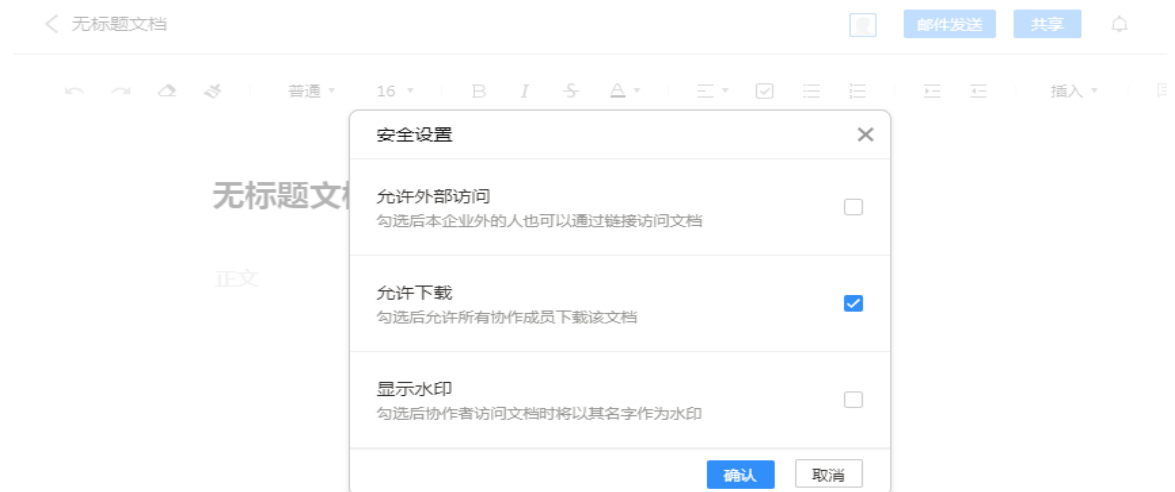 无标题文档
邮件发送 共享
普通 16 B I S A 插入
安全设置
无标题文
允许外部访问
勾选后本企业外的人也可以通过链接访问文档
正文
允许下载
勾选后允许所有协作成员下载该文档
显示水印
勾选后协作者访问文档时将以其名字作为水印
确认 取消